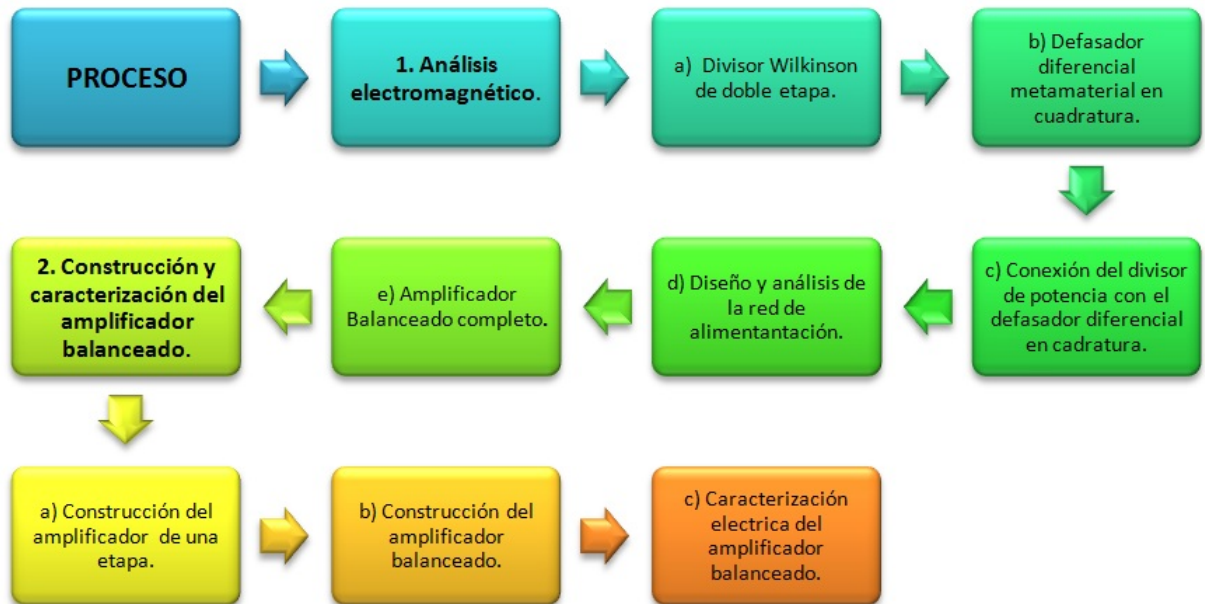 PROCESO
1. Análisis
electromagnético.
a) Divisor Wilkinson
de doble etapa.
b) Defasador
diferencial
metamaterial en
cuadratura.
c) Conexión del divisor
de potencia con el
defasador diferencial
en cadratura.
d) Diseño y análisis de
la red de
alimentantación.
e) Amplificador
Balanceado completo.
2. Construcción y
caracterización del
amplificador
balanceado.
a) Construcción del
amplificador de una
etapa.
b) Construcción del
amplificador
balanceado.
c) Caracterización
electrica del
amplificador
balanceado.